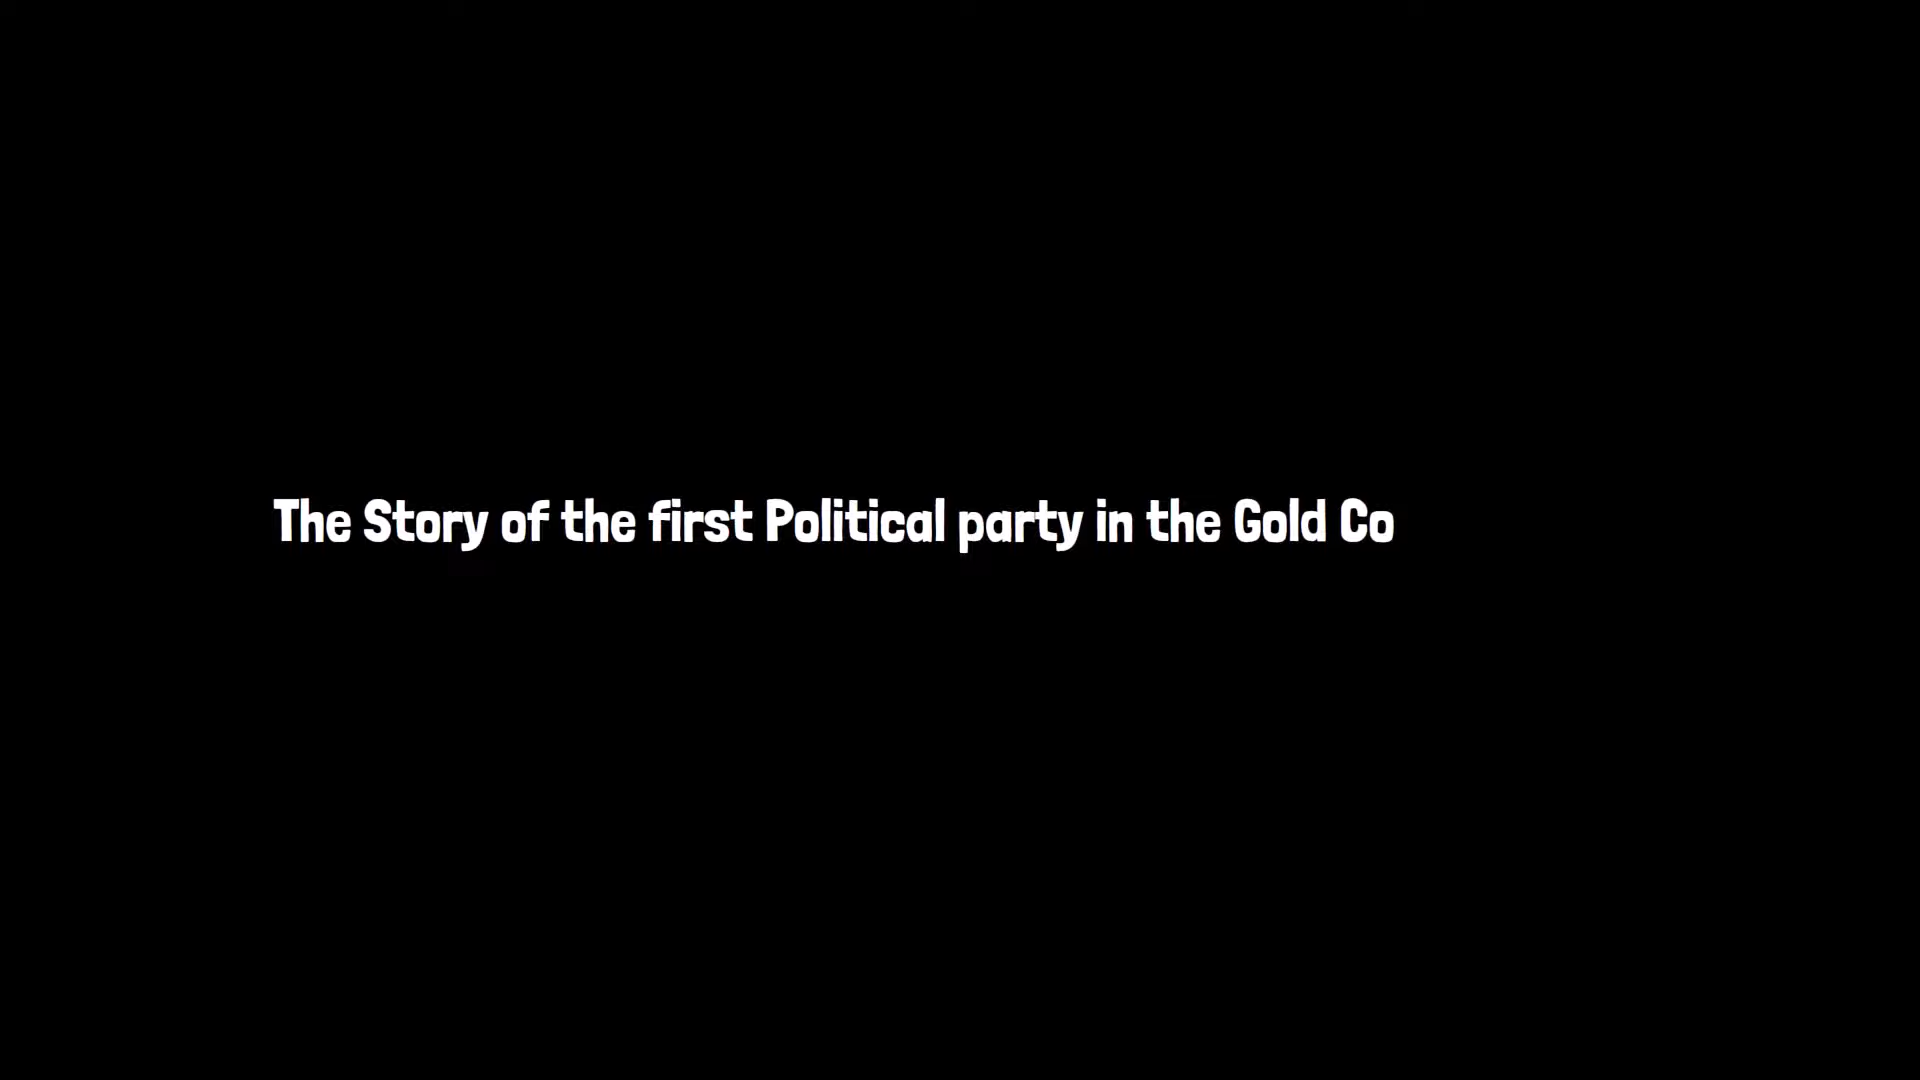 The Story of the first Political party in the Gold Co